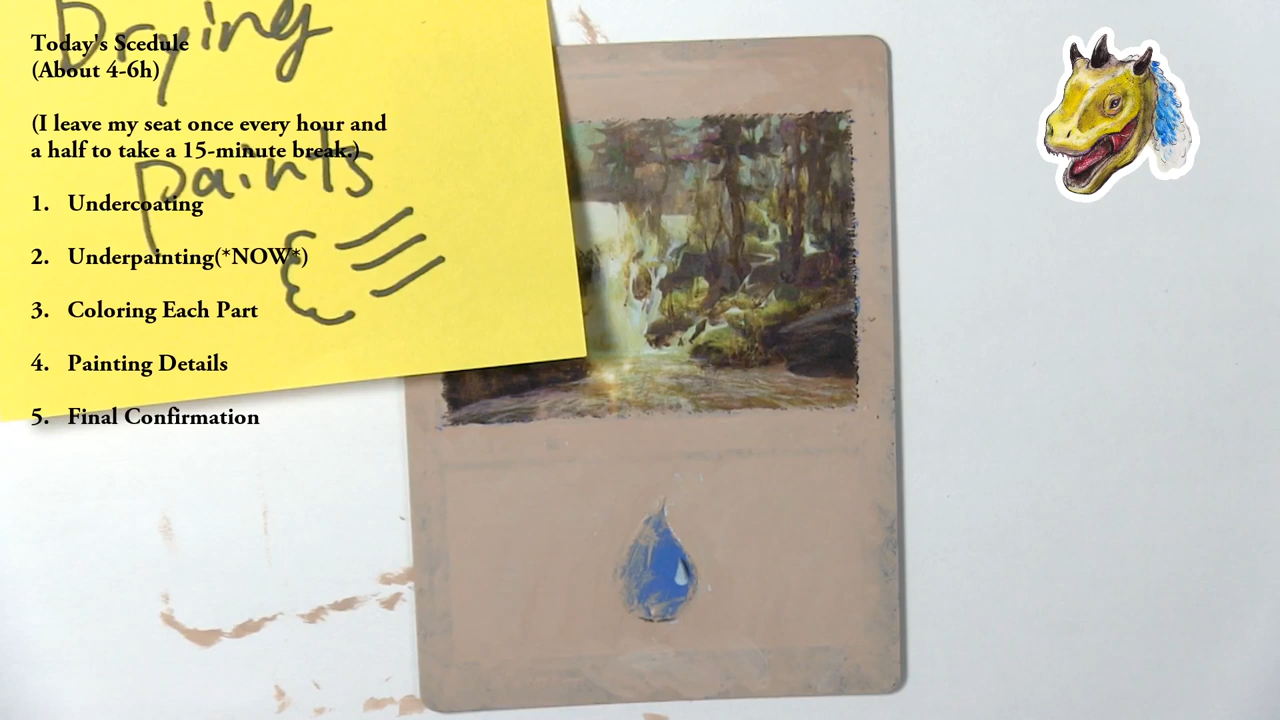 Drying
paints
Today's Scedule
(About 4-6h)
(I leave my seat once every hour and
a half to take a 15-minute break.)
1. Undercoating
2. Underpainting(*NOW*)
3. Coloring Each Part
4. Painting Details
5. Final Confirmation